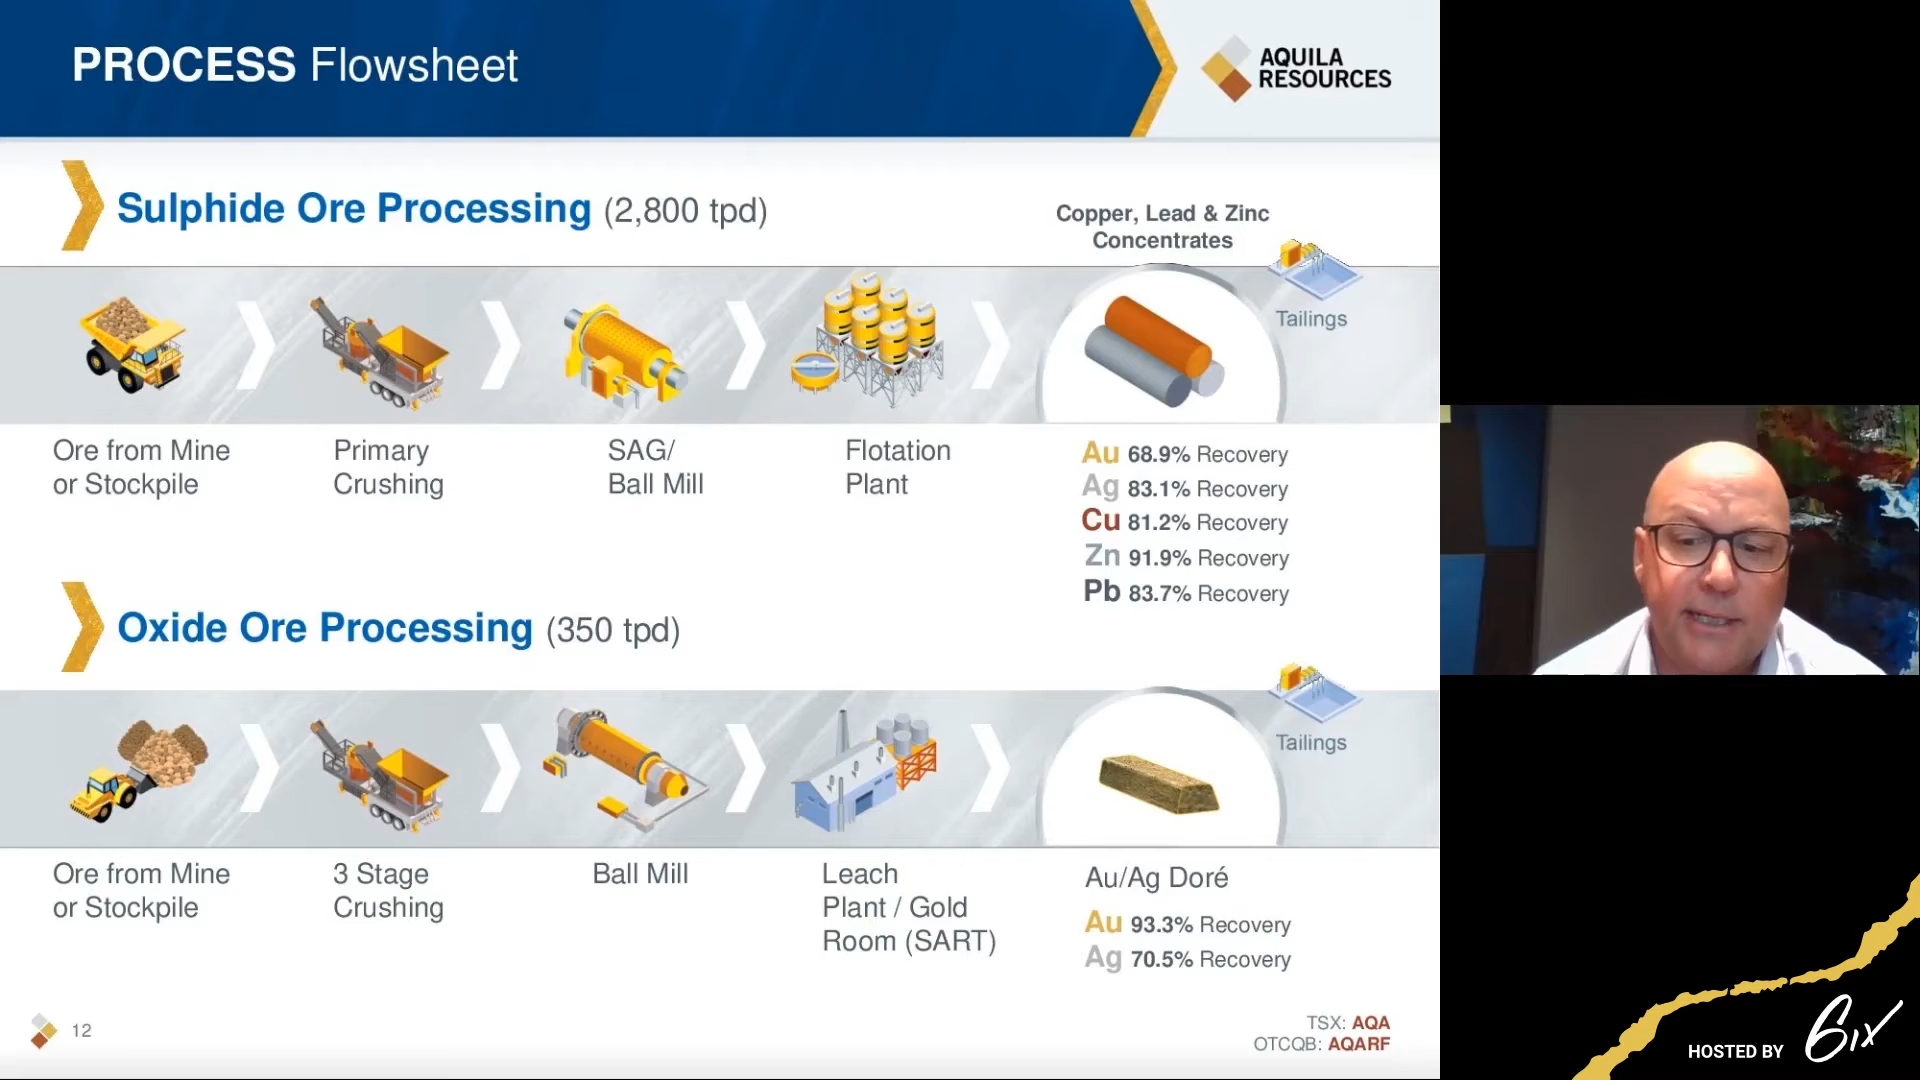 PROCESS Flowsheet
AQUILA
RESOURCES
Sulphide Ore Processing (2,800 tpd)
Copper, Lead & Zinc
Concentrates
Tailings
Ore from Mine
or Stockpile
Primary
Crushing
SAG/
Ball Mill
Flotation
Plant
Au 68.9% Recovery
Ag 83.1% Recovery
Cu 81.2% Recovery
Zn 91.9% Recovery
Pb 83.7% Recovery
Oxide Ore Processing (350 tpd)
Tailings
Ore from Mine
or Stockpile
3 Stage
Crushing
Ball Mill
Leach
Plant / Gold
Room (SART)
Au/Ag Doré
Au 93.3% Recovery
Ag 70.5% Recovery
12
TSX: AQA
OTCQB: AQARF
HOSTED BY 6ix